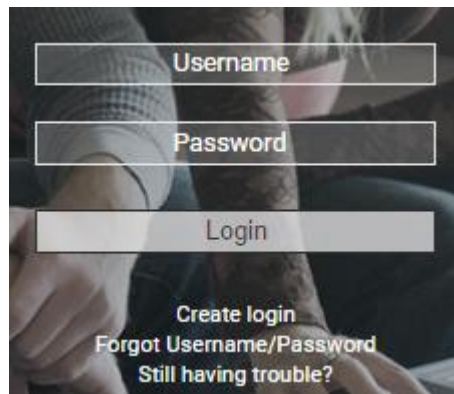 Username
Password
Login
Create login
Forgot Username/Password
Still having trouble?